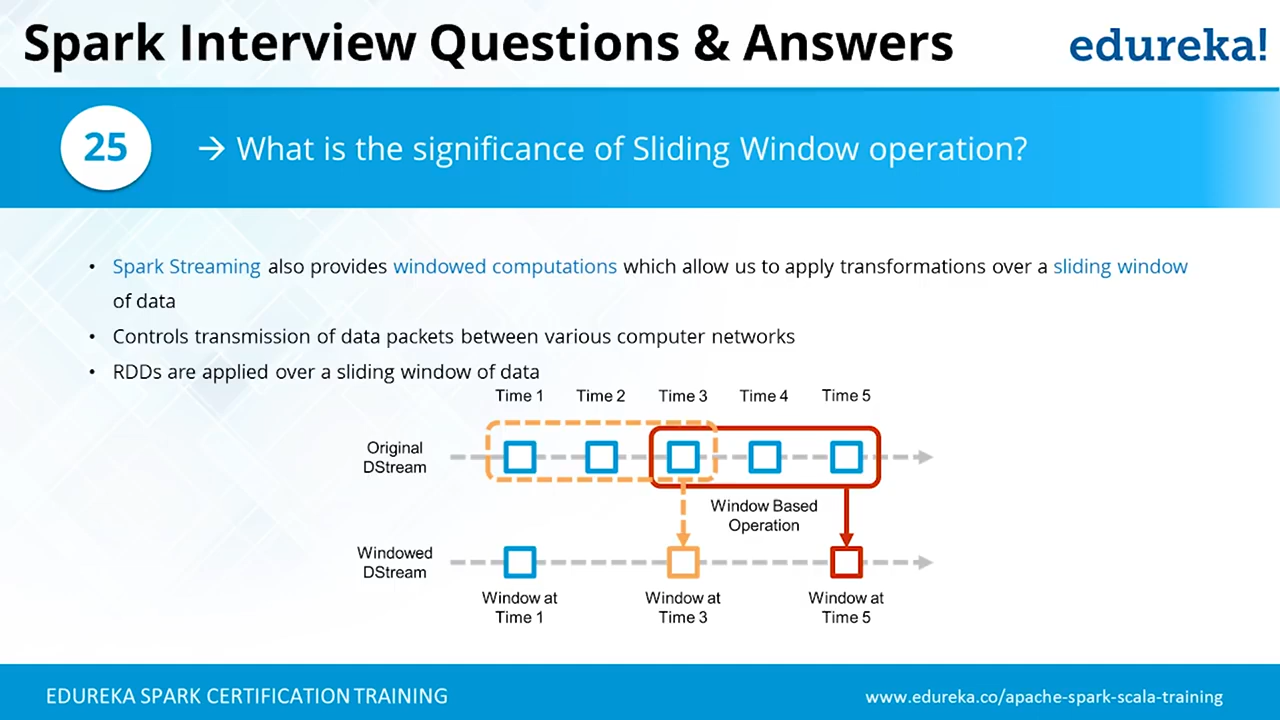 Spark Interview Questions & Answers
edureka!
25
→ What is the significance of Sliding Window operation?
• Spark Streaming also provides windowed computations which allow us to apply transformations over a sliding window
of data
• Controls transmission of data packets between various computer networks
• RDDs are applied over a sliding window of data
Time 1 Time 2 Time 3 Time 4 Time 5
Original
DStream
Window Based
Operation
Windowed
DStream
Window at
Time 1
Window at
Time 3
Window at
Time 5
EDUREKA SPARK CERTIFICATION TRAINING
www.edureka.co/apache-spark-scala-training